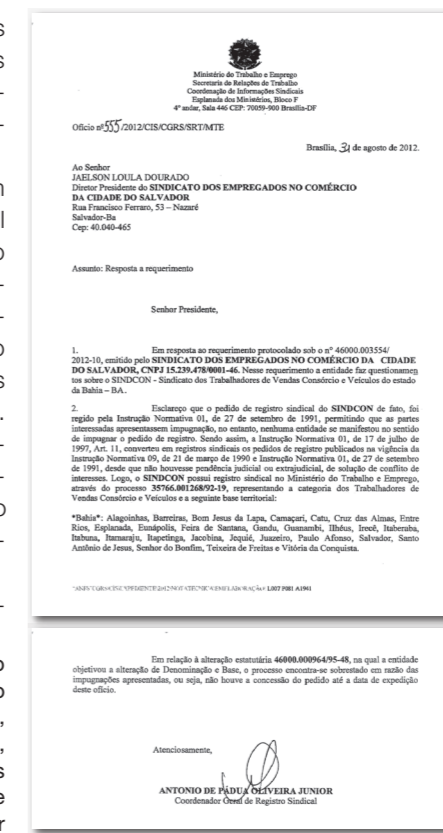 Ministério do Trabalho e Emprego
Secretaria de Relações de Trabalho
Coordenação de Informações Sindicais
Esplanada dos Ministérios, Bloco F
4º andar, Sala 446 CEP: 70059-900 Brasília-DF
Ofício nº 555/2012/CIS/CGRS/SRT/MTE
Brasília, 31 de agosto de 2012.
Ao Senhor
JAELSON LOULA DOURADO
Diretor Presidente do SINDICATO DOS EMPREGADOS NO COMÉRCIO
DA CIDADE DO SALVADOR
Rua Francisco Ferraro, 53 – Nazaré
Salvador-Ba
Cep: 40.040-465
Assunto: Resposta a requerimento
Senhor Presidente,
1. Em resposta ao requerimento protocolado sob o nº 46000.003554/
2012-10, emitido pelo SINDICATO DOS EMPREGADOS NO COMÉRCIO DA CIDADE
DO SALVADOR, CNPJ 15.239.478/0001-46. Nesse requerimento a entidade faz questionamen
tos sobre o SINDCON - Sindicato dos Trabalhadores de Vendas Consórcio e Veículos do estado
da Bahia – BA.
2. Esclareço que o pedido de registro sindical do SINDCON de fato, foi
regido pela Instrução Normativa 01, de 27 de setembro de 1991, permitindo que as partes
interessadas apresentassem impugnação, no entanto, nenhuma entidade se manifestou no sentido
de impugnar o pedido de registro. Sendo assim, a Instrução Normativa 01, de 17 de julho de
1997, Art. 11, converteu em registros sindicais os pedidos de registro publicados na vigência da
Instrução Normativa 09, de 21 de março de 1990 e Instrução Normativa 01, de 27 de setembro
de 1991, desde que não houvesse pendência judicial ou extrajudicial, de solução de conflito de
interesses. Logo, o SINDCON possui registro sindical no Ministério do Trabalho e Emprego,
através do processo 35766.001268/92-19, representando a categoria dos Trabalhadores de
Vendas Consórcio e Veículos e a seguinte base territorial:
*Bahia*: Alagoinhas, Barreiras, Bom Jesus da Lapa, Camaçari, Catu, Cruz das Almas, Entre
Rios, Esplanada, Eunápolis, Feira de Santana, Gandu, Guanambi, Ilhéus, Irecê, Itaberaba,
Itabuna, Itamaraju, Itapetinga, Jacobina, Jequié, Juazeiro, Paulo Afonso, Salvador, Santo
Antônio de Jesus, Senhor do Bonfim, Teixeira de Freitas e Vitória da Conquista.
L007 P081 A1961
Em relação à alteração estatutária 46000.000964/95-48, na qual a entidade
objetivou a alteração de Denominação e Base, o processo encontra-se sobrestado em razão das
impugnações apresentadas, ou seja, não houve a concessão do pedido até a data de expedição
deste ofício.
Atenciosamente,
ANTONIO DE PÁDUA OLIVEIRA JUNIOR
Coordenador Geral de Registro Sindical